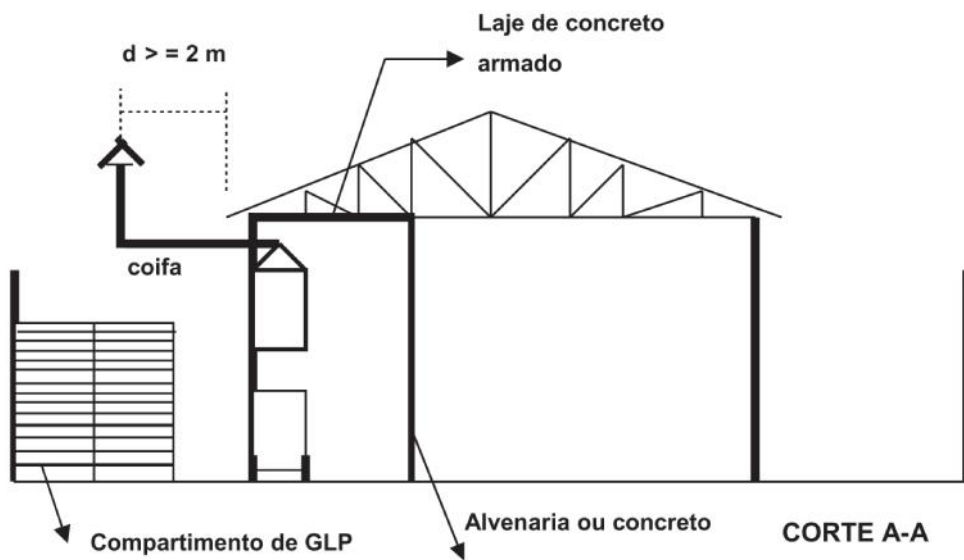 Laje de concreto
armado
d > = 2 m
coifa
Compartimento de GLP
Alvenaria ou concreto
CORTE A-A